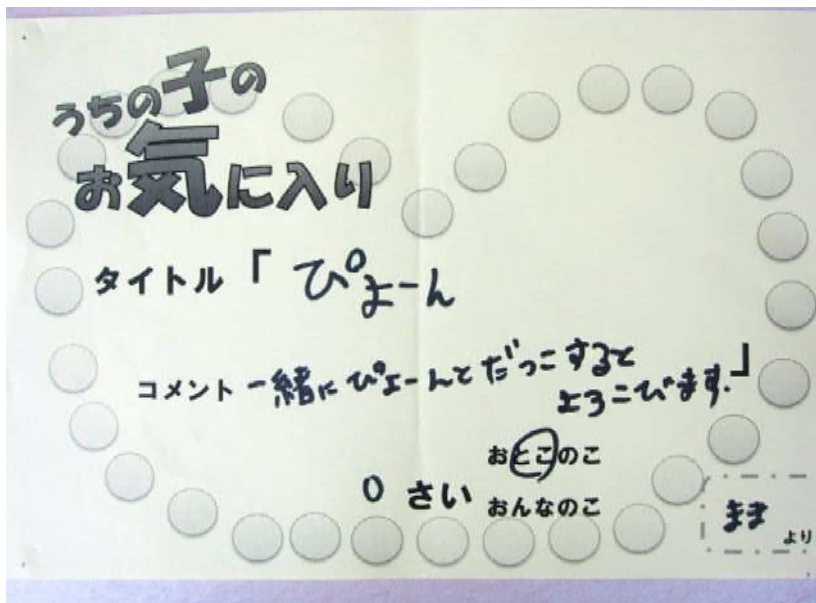 うちの子の
お気に入り
タイトル「ぴよーん
コメント 一緒にぴよーんとだっこすると
よろこびます.」
おとこのこ
0 さい
おんなのこ
まま
より